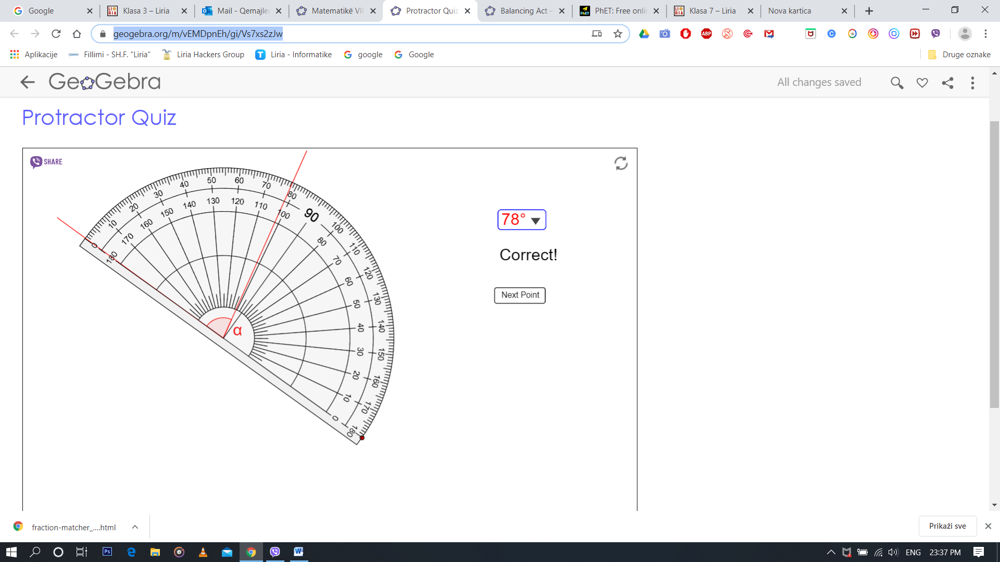 Google
Klasa 3 – Liria
Mail - Qemajle
Matematikë VII
Protractor Quiz
Balancing Act –
PhET: Free onli
Klasa 7 – Liria
Nova kartica
geogebra.org/m/vEMDpnEh/gi/Vs7xs2zJw
Aplikacije
Fillimi - SH.F. "Liria"
Liria Hackers Group
Liria - Informatike
google
Google
Druge oznake
GeoGebra
All changes saved
Protractor Quiz
SHARE
0 10 20 30 40 50 60 70 80 90 100 110 120 130 140 150 160 170 180
180 170 160 150 140 130 120 110 100 80 70 60 50 40 30 20 10 0
α
78°
Correct!
Next Point
fraction-matcher_....html
Prikaži sve
ENG
23:37 PM